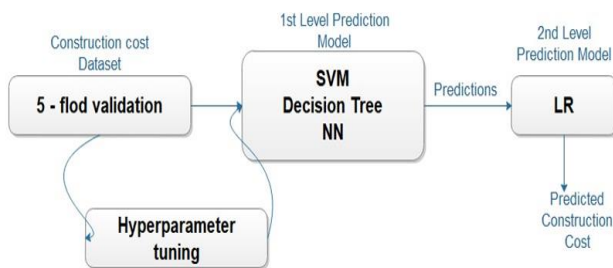 Construction cost
Dataset
5 - flod validation
1st Level Prediction
Model
SVM
Decision Tree
NN
Predictions
2nd Level
Prediction Model
LR
Predicted
Construction
Cost
Hyperparameter
tuning